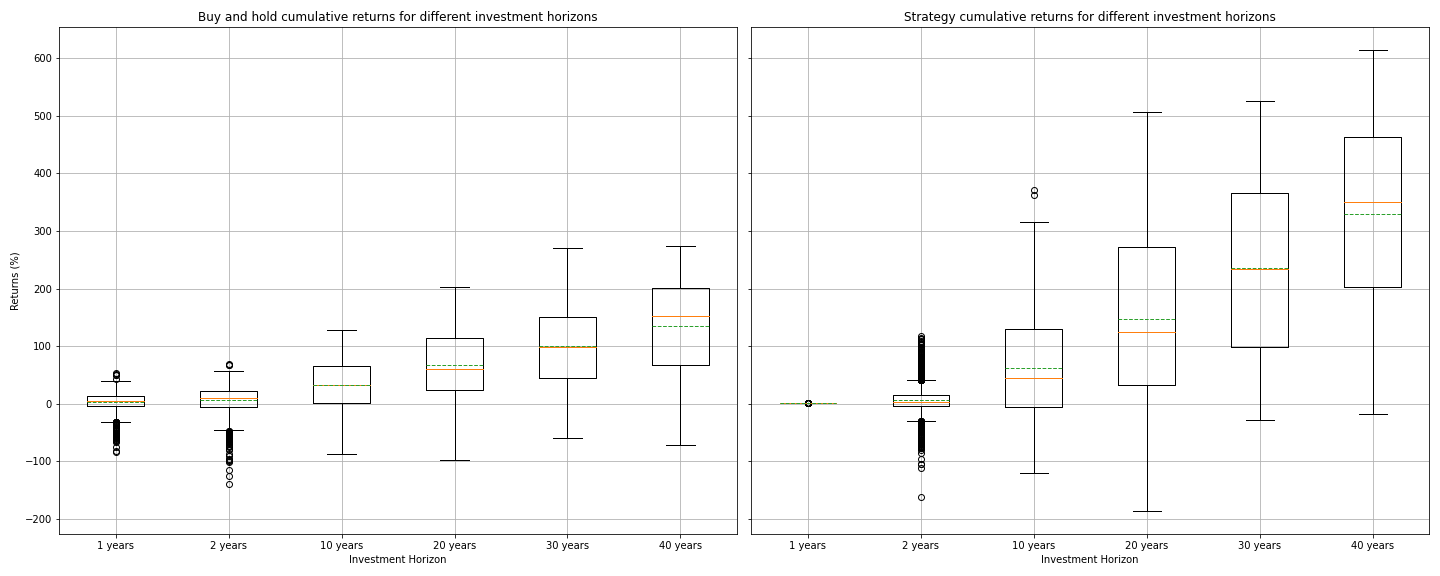 Buy and hold cumulative returns for different investment horizons
Strategy cumulative returns for different investment horizons
600
500
400
300
200
100
0
−100
−200
Returns (%)
1 years 2 years 10 years 20 years 30 years 40 years
Investment Horizon
1 years 2 years 10 years 20 years 30 years 40 years
Investment Horizon